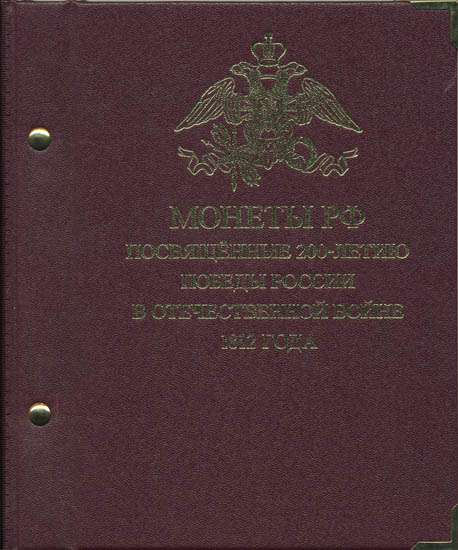 МОНЕТЫ РФ
ПОСВЯЩЁННЫЕ 200-ЛЕТИЮ
ПОБЕДЫ РОССИИ
В ОТЕЧЕСТВЕННОЙ ВОЙНЕ
1812 ГОДА